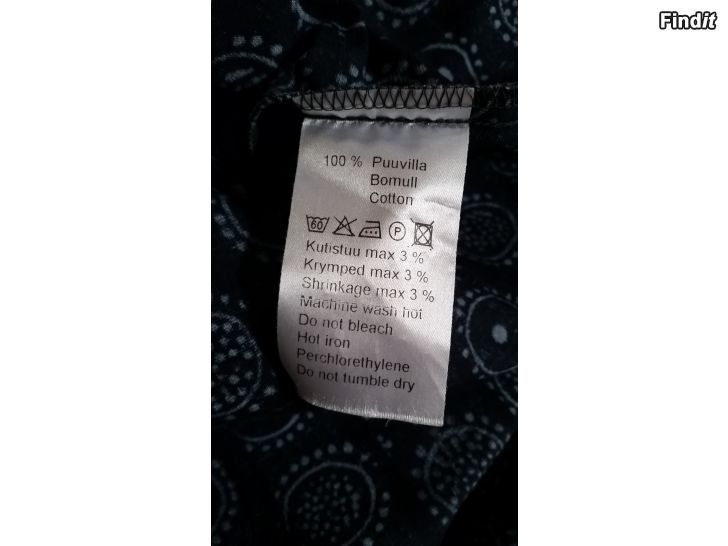 Findit
100 % Puuvilla
Bomull
Cotton
60 P
Kutistuu max 3 %
Krymped max 3 %
Shrinkage max 3 %
Machine wash hot
Do not bleach
Hot iron
Perchlorethylene
Do not tumble dry